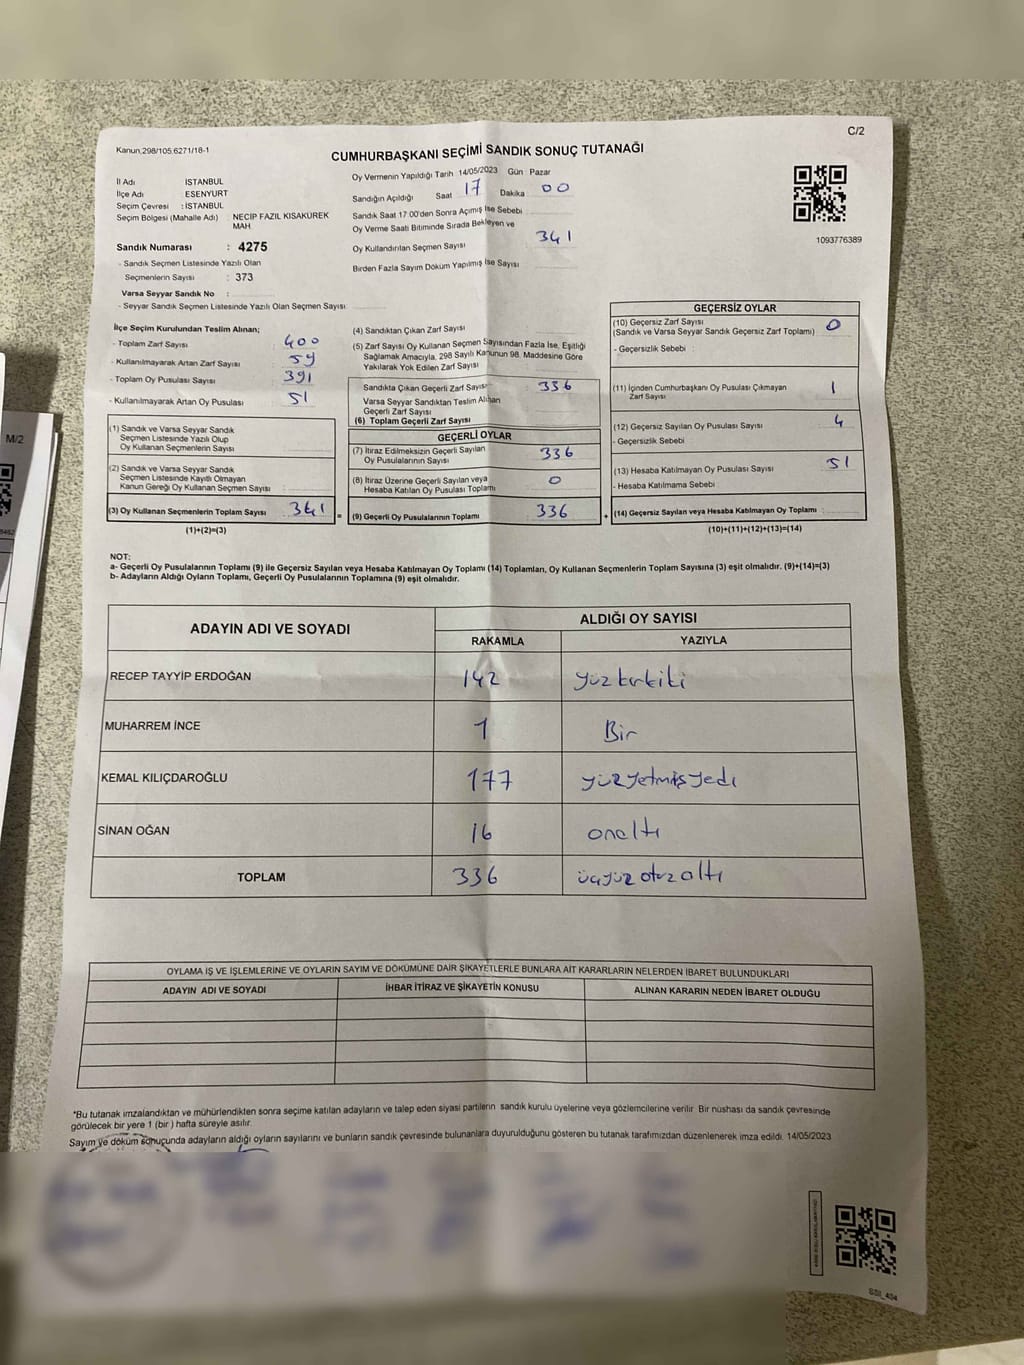 C/2
Kanun,298/105,6271/18-1
CUMHURBAŞKANI SEÇİMİ SANDIK SONUÇ TUTANAĞI
İl Adı İSTANBUL
İlçe Adı ESENYURT
Seçim Çevresi : İSTANBUL
Seçim Bölgesi (Mahalle Adı) : NECİP FAZIL KISAKÜREK MAH
Sandık Numarası : 4275
- Sandık Seçmen Listesinde Yazılı Olan
Seçmenlerin Sayısı : 373
Varsa Seyyar Sandık No :
- Seyyar Sandık Seçmen Listesinde Yazılı Olan Seçmen Sayısı:
Oy Vermenin Yapıldığı Tarih 14/05/2023 Gün Pazar
Sandığın Açıldığı Saat 17 Dakika 00
Sandık Saat 17:00'den Sonra Açımış İse Sebebi
Oy Verme Saati Bitiminde Sırada Bekleyen ve
Oy Kullandırılan Seçmen Sayısı 341
Birden Fazla Sayım Döküm Yapılmış İse Sayısı
1093776389
İlçe Seçim Kurulundan Teslim Alınan;
- Toplam Zarf Sayısı 400
- Kullanılmayarak Artan Zarf Sayısı 59
- Toplam Oy Pusulası Sayısı 391
- Kullanılmayarak Artan Oy Pusulası 51
(1) Sandık ve Varsa Seyyar Sandık
Seçmen Listesinde Yazılı Olup
Oy Kullanan Seçmenlerin Sayısı
(2) Sandık ve Varsa Seyyar Sandık
Seçmen Listesinde Kayıtlı Olmayan
Kanun Gereği Oy Kullanan Seçmen Sayısı :
(3) Oy Kullanan Seçmenlerin Toplam Sayısı 341
(1)+(2)=(3)
(4) Sandıktan Çıkan Zarf Sayısı
(5) Zarf Sayısı Oy Kullanan Seçmen Sayısından Fazla İse, Eşitliği
Sağlamak Amacıyla, 298 Sayılı Kanunun 98. Maddesine Göre
Yakılarak Yok Edilen Zarf Sayısı
Sandıkta Çıkan Geçerli Zarf Sayısı 336
Varsa Seyyar Sandıktan Teslim Alınan
Geçerli Zarf Sayısı
(6) Toplam Geçerli Zarf Sayısı
GEÇERLİ OYLAR
(7) İtiraz Edilmeksizin Geçerli Sayılan
Oy Pusulalarının Sayısı 336
(8) İtiraz Üzerine Geçerli Sayılan veya
Hesaba Katılan Oy Pusulası Toplamı 0
= (9) Geçerli Oy Pusulalarının Toplamı 336
GEÇERSİZ OYLAR
(10) Geçersiz Zarf Sayısı
(Sandık ve Varsa Seyyar Sandık Geçersiz Zarf Toplamı) 0
- Geçersizlik Sebebi :
(11) İçinden Cumhurbaşkanı Oy Pusulası Çıkmayan
Zarf Sayısı 1
(12) Geçersiz Sayılan Oy Pusulası Sayısı 4
- Geçersizlik Sebebi
(13) Hesaba Katılmayan Oy Pusulası Sayısı 51
- Hesaba Katılmama Sebebi
+ (14) Geçersiz Sayılan veya Hesaba Katılmayan Oy Toplamı
(10)+(11)+(12)+(13)=(14)
NOT:
a- Geçerli Oy Pusulalarının Toplamı (9) ile Geçersiz Sayılan veya Hesaba Katılmayan Oy Toplamı (14) Toplamları, Oy Kullanan Seçmenlerin Toplam Sayısına (3) eşit olmalıdır. (9)+(14)=(3)
b- Adayların Aldığı Oyların Toplamı, Geçerli Oy Pusulalarının Toplamına (9) eşit olmalıdır.
ADAYIN ADI VE SOYADI ALDIĞI OY SAYISI
RAKAMLA YAZIYLA
RECEP TAYYİP ERDOĞAN 142 yüzkırkiki
MUHARREM İNCE 1 Bir
KEMAL KILIÇDAROĞLU 177 yüzyetmişyedi
SİNAN OĞAN 16 onaltı
TOPLAM 336 üçyüz otuz altı
OYLAMA İŞ VE İŞLEMLERİNE VE OYLARIN SAYIM VE DÖKÜMÜNE DAİR ŞİKAYETLERLE BUNLARA AİT KARARLARIN NELERDEN İBARET BULUNDUKLARI
ADAYIN ADI VE SOYADI İHBAR İTİRAZ VE ŞİKAYETİN KONUSU ALINAN KARARIN NEDEN İBARET OLDUĞU
*Bu tutanak imzalandıktan ve mühürlendikten sonra seçime katılan adayların ve talep eden siyasi partilerin sandık kurulu üyelerine veya gözlemcilerine verilir. Bir nüshası da sandık çevresinde
görülecek bir yere 1 (bir) hafta süreyle asılır.
Sayım ve döküm sonucunda adayların aldığı oyların sayılarını ve bunların sandık çevresinde bulunanlara duyurulduğunu gösteren bu tutanak tarafımızdan düzenlenerek imza edildi. 14/05/2023
M/2